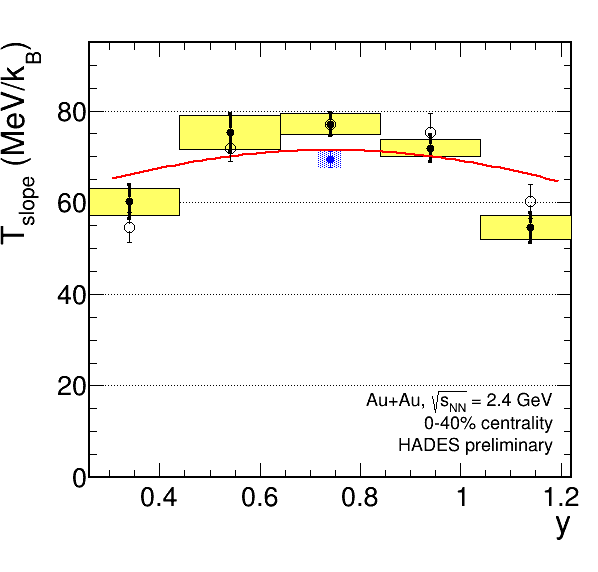 T_slope (MeV/k_B)
80
60
40
20
0
Au+Au, √s_NN = 2.4 GeV
0-40% centrality
HADES preliminary
0.4 0.6 0.8 1 1.2
y